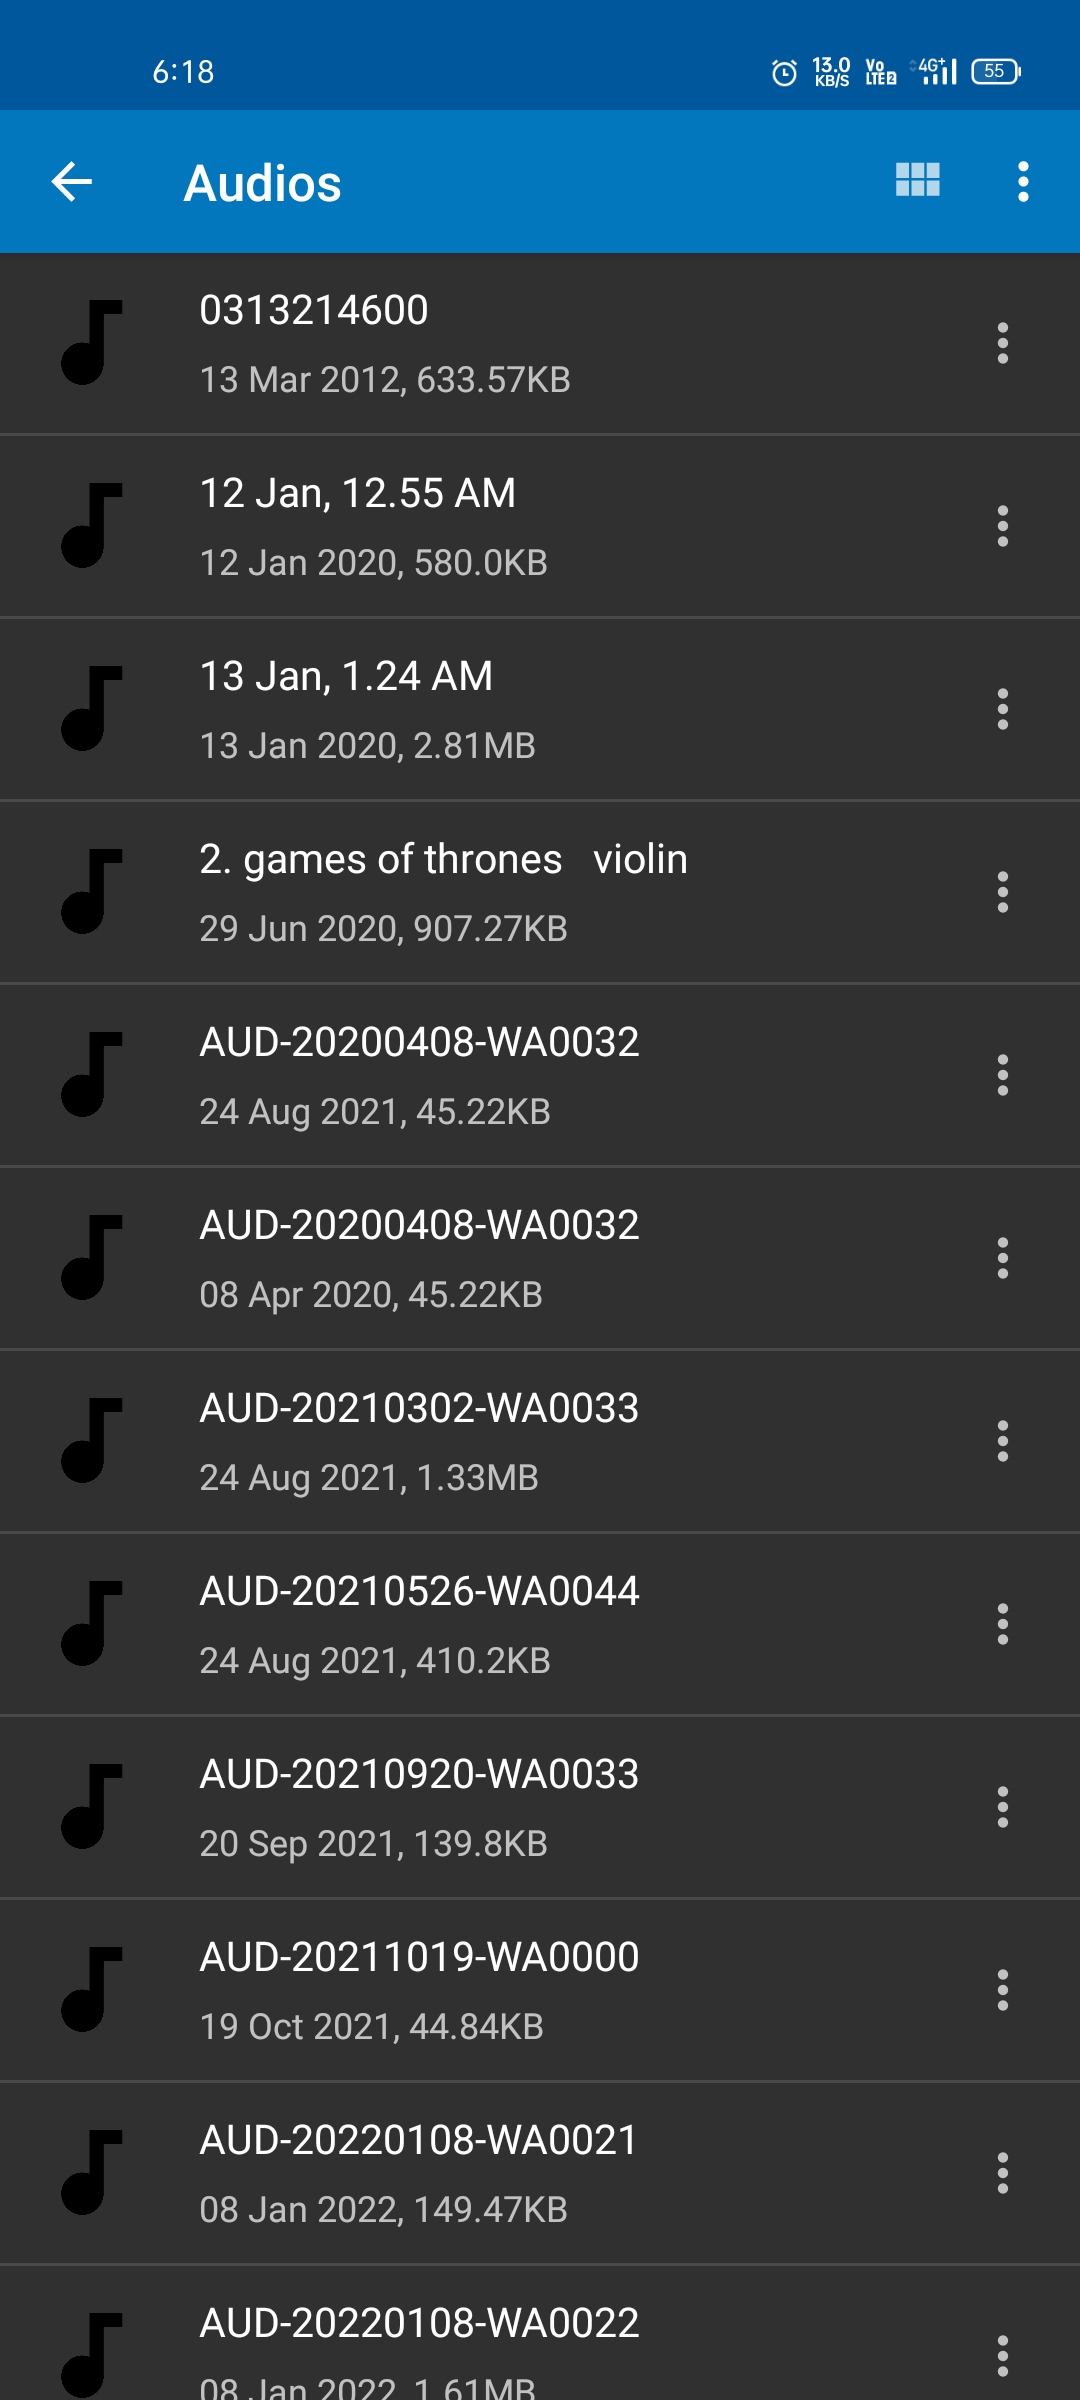 6:18
13.0
KB/S
Vo
LTE 2
4G+
55
Audios
0313214600
13 Mar 2012, 633.57KB
12 Jan, 12.55 AM
12 Jan 2020, 580.0KB
13 Jan, 1.24 AM
13 Jan 2020, 2.81MB
2. games of thrones   violin
29 Jun 2020, 907.27KB
AUD-20200408-WA0032
24 Aug 2021, 45.22KB
AUD-20200408-WA0032
08 Apr 2020, 45.22KB
AUD-20210302-WA0033
24 Aug 2021, 1.33MB
AUD-20210526-WA0044
24 Aug 2021, 410.2KB
AUD-20210920-WA0033
20 Sep 2021, 139.8KB
AUD-20211019-WA0000
19 Oct 2021, 44.84KB
AUD-20220108-WA0021
08 Jan 2022, 149.47KB
AUD-20220108-WA0022
08 Jan 2022, 1.61MB